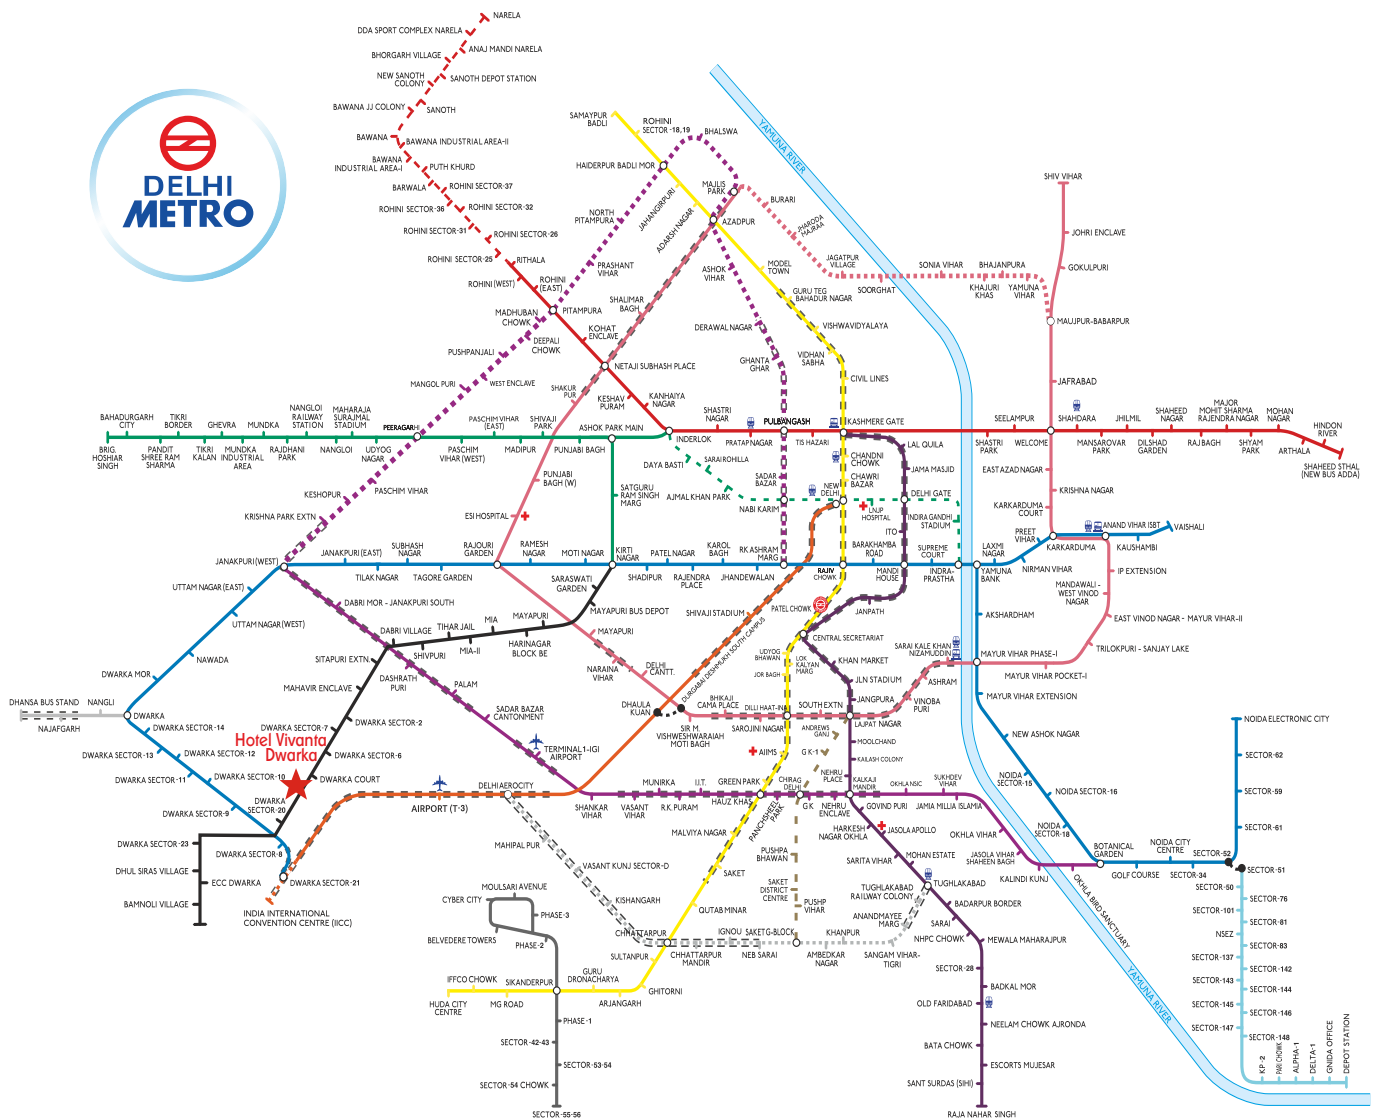 NARELA
DDA SPORT COMPLEX NARELA
ANAJ MANDI NARELA
BHORGARH VILLAGE
NEW SANOTH
COLONY
SANOTH DEPOT STATION
BAWANA JJ COLONY
SANOTH
BAWANA
BAWANA INDUSTRIAL AREA-II
BAWANA
INDUSTRIAL AREA-I
PUTH KHURD
BARWALA
ROHINI SECTOR-37
ROHINI SECTOR-36
ROHINI SECTOR-32
ROHINI SECTOR-31
ROHINI SECTOR-26
ROHINI SECTOR-25
RITHALA
ROHINI (WEST)
ROHINI
(EAST)
DELHI
METRO
SAMAYPUR
BADLI
ROHINI
SECTOR -18,19
BHALSWA
YAMUNA RIVER
HAIDERPUR BADLI MOR
JAHANGIRPURI
MAJLIS
PARK
BURARI
NORTH
PITAMPURA
ADARSH NAGAR
AZADPUR
JHARODA
MAJRAA
SHIV VIHAR
JOHRI ENCLAVE
GOKULPURI
PRASHANT
VIHAR
ASHOK
VIHAR
MODEL
TOWN
JAGATPUR
VILLAGE
SOORGHAT
SONIA VIHAR
BHAJANPURA
KHAJURI
KHAS
YAMUNA
VIHAR
GURU TEG
BAHADUR NAGAR
SHALIMAR
BAGH
PITAMPURA
MADHUBAN
CHOWK
KOHAT
ENCLAVE
DERAWAL NAGAR
VISHWAVIDYALAYA
MAUJPUR-BABARPUR
DEEPALI
CHOWK
PUSHPANJALI
GHANTA
GHAR
VIDHAN
SABHA
NETAJI SUBHASH PLACE
MANGOL PURI
WEST ENCLAVE
SHAKUR
PUR
KESHAV
PURAM
KANHAIYA
NAGAR
CIVIL LINES
JAFRABAD
BAHADURGARH
CITY
TIKRI
BORDER
GHEVRA
MUNDKA
NANGLOI
RAILWAY
STATION
MAHARAJA
SURAJMAL
STADIUM
PEERAGARHI
PASCHIM VIHAR
(EAST)
SHIVAJI
PARK
ASHOK PARK MAIN
SHASTRI
NAGAR
PULBANGASH
KASHMERE GATE
SEELAMPUR
SHAHDARA
JHILMIL
SHAHEED
NAGAR
MAJOR
MOHIT SHARMA
RAJENDRA NAGAR
MOHAN
NAGAR
HINDON
RIVER
BRIG.
HOSHIAR
SINGH
PANDIT
SHREE RAM
SHARMA
TIKRI
KALAN
MUNDKA
INDUSTRIAL
AREA
RAJDHANI
PARK
NANGLOI
UDYOG
NAGAR
PASCHIM
VIHAR (WEST)
MADIPUR
PUNJABI BAGH
INDERLOK
PRATAP NAGAR
TIS HAZARI
LAL QUILA
SHASTRI
PARK
WELCOME
MANSAROVAR
PARK
DILSHAD
GARDEN
RAJ BAGH
SHYAM
PARK
ARTHALA
SHAHEED STHAL
(NEW BUS ADDA)
DAYA BASTI
SARAI ROHILLA
CHANDNI
CHOWK
JAMA MASJID
EAST AZAD NAGAR
PUNJABI
BAGH (W)
SADAR
BAZAR
CHAWRI
BAZAR
KESHOPUR
PASCHIM VIHAR
SATGURU
RAM SINGH
MARG
AJMAL KHAN PARK
NEW
DELHI
DELHI GATE
KRISHNA NAGAR
NABI KARIM
LNJP
HOSPITAL
KARKARDUMA
COURT
KRISHNA PARK EXTN
ESI HOSPITAL
INDIRA GANDHI
STADIUM
ITO
PREET
VIHAR
ANAND VIHAR ISBT
VAISHALI
KARKARDUMA
KAUSHAMBI
JANAKPURI (WEST)
JANAKPURI (EAST)
SUBHASH
NAGAR
RAJOURI
GARDEN
RAMESH
NAGAR
MOTI NAGAR
KIRTI
NAGAR
PATEL NAGAR
KAROL
BAGH
RK ASHRAM
MARG
BARAKHAMBA
ROAD
SUPREME
COURT
LAXMI
NAGAR
TILAK NAGAR
TAGORE GARDEN
SHADIPUR
RAJENDRA
PLACE
JHANDEWALAN
RAJIV
CHOWK
MANDI
HOUSE
INDRA-
PRASTHA
YAMUNA
BANK
NIRMAN VIHAR
IP EXTENSION
UTTAM NAGAR (EAST)
SARASWATI
GARDEN
MANDAWALI -
WEST VINOD
NAGAR
DABRI MOR - JANAKPURI SOUTH
MAYAPURI BUS DEPOT
SHIVAJI STADIUM
PATEL CHOWK
JANPATH
AKSHARDHAM
EAST VINOD NAGAR - MAYUR VIHAR-II
UTTAM NAGAR (WEST)
DABRI VILLAGE
TIHAR JAIL
MIA
MAYAPURI
MAYAPURI
DURGABAI DESHMUKH SOUTH CAMPUS
CENTRAL SECRETARIAT
SARAI KALE KHAN
NIZAMUDDIN
TRILOKPURI - SANJAY LAKE
SHIVPURI
MIA-II
HARINAGAR
BLOCK BE
NAWADA
SITAPURI EXTN
UDYOG
BHAWAN
LOK
KALYAN
MARG
KHAN MARKET
MAYUR VIHAR PHASE-I
DWARKA MOR
DASHRATH
PURI
NARAINA
VIHAR
DELHI
CANTT.
JOR BAGH
JLN STADIUM
ASHRAM
MAYUR VIHAR POCKET-I
MAHAVIR ENCLAVE
PALAM
JANGPURA
VINOBA
PURI
MAYUR VIHAR EXTENSION
DHANSA BUS STAND
NANGLI
DHAULA
KUAN
BHIKAJI
CAMA PLACE
DILLI HAAT-INA
SOUTH EXTN
NAJAFGARH
DWARKA
DWARKA SECTOR-14
DWARKA SECTOR-7
DWARKA SECTOR-2
SADAR BAZAR
CANTONMENT
SIR M.
VISHWESHWARAIAH
MOTI BAGH
SAROJINI NAGAR
ANDREWS
GANJ
LAJPAT NAGAR
NEW ASHOK NAGAR
NOIDA ELECTRONIC CITY
Hotel Vivanta
Dwarka
DWARKA SECTOR-13
DWARKA SECTOR-12
DWARKA SECTOR-6
TERMINAL 1-IGI
AIRPORT
AIIMS
G K-1
MOOLCHAND
KAILASH COLONY
SECTOR-62
DWARKA SECTOR-11
DWARKA SECTOR-10
DWARKA COURT
DELHI AEROCITY
MUNIRKA
I.I.T.
GREEN PARK
CHIRAG
DELHI
NEHRU
PLACE
KALKAJI
MANDIR
OKHLA NSIC
SUKHDEV
VIHAR
NOIDA
SECTOR-15
NOIDA SECTOR-16
SECTOR-59
DWARKA
SECTOR-20
AIRPORT (T-3)
SHANKAR
VIHAR
VASANT
VIHAR
R.K. PURAM
HAUZ KHAS
PANCHSHEEL
PARK
G K
NEHRU
ENCLAVE
GOVIND PURI
JAMIA MILLIA ISLAMIA
DWARKA SECTOR-9
MALVIYA NAGAR
HARKESH
NAGAR OKHLA
JASOLA APOLLO
OKHLA VIHAR
NOIDA
SECTOR-18
SECTOR-61
DWARKA SECTOR-23
DWARKA SECTOR-8
MAHIPAL PUR
PUSHPA
BHAWAN
SARITA VIHAR
MOHAN ESTATE
JASOLA VIHAR
SHAHEEN BAGH
BOTANICAL
GARDEN
NOIDA CITY
CENTRE
SECTOR-52
DHUL SIRAS VILLAGE
VASANT KUNJ SECTOR-D
SAKET
KALINDI KUNJ
GOLF COURSE
SECTOR-34
SECTOR-51
ECC DWARKA
DWARKA SECTOR-21
MOULSARI AVENUE
SAKET
DISTRICT
CENTRE
TUGHLAKABAD
RAILWAY COLONY
TUGHLAKABAD
OKHLA BIRD SANCTUARY
SECTOR-50
SECTOR-76
BAMNOLI VILLAGE
CYBER CITY
KISHANGARH
QUTAB MINAR
PUSHP
VIHAR
BADARPUR BORDER
INDIA INTERNATIONAL
CONVENTION CENTRE (IICC)
PHASE-3
ANANDMAYEE
MARG
SARAI
SECTOR-101
SECTOR-81
BELVEDERE TOWERS
PHASE-2
CHHATTARPUR
IGNOU
SAKET G-BLOCK
KHANPUR
NHPC CHOWK
MEWALA MAHARAJPUR
NSEZ
SECTOR-83
SULTANPUR
CHHATTARPUR
MANDIR
NEB SARAI
AMBEDKAR
NAGAR
SANGAM VIHAR-
TIGRI
SECTOR-137
SECTOR-142
IFFCO CHOWK
SIKANDERPUR
GURU
DRONACHARYA
SECTOR-28
YAMUNA RIVER
SECTOR-143
SECTOR-144
HUDA CITY
CENTRE
MG ROAD
ARJANGARH
GHITORNI
BADKAL MOR
OLD FARIDABAD
SECTOR-145
SECTOR-146
PHASE -1
NEELAM CHOWK AJRONDA
SECTOR-147
SECTOR-148
SECTOR-42-43
BATA CHOWK
SECTOR-53-54
ESCORTS MUJESAR
KP -2
PARI CHOWK
ALPHA-1
DELTA-1
GNIDA OFFICE
DEPOT STATION
SECTOR-54 CHOWK
SANT SURDAS (SIHI)
SECTOR-55-56
RAJA NAHAR SINGH